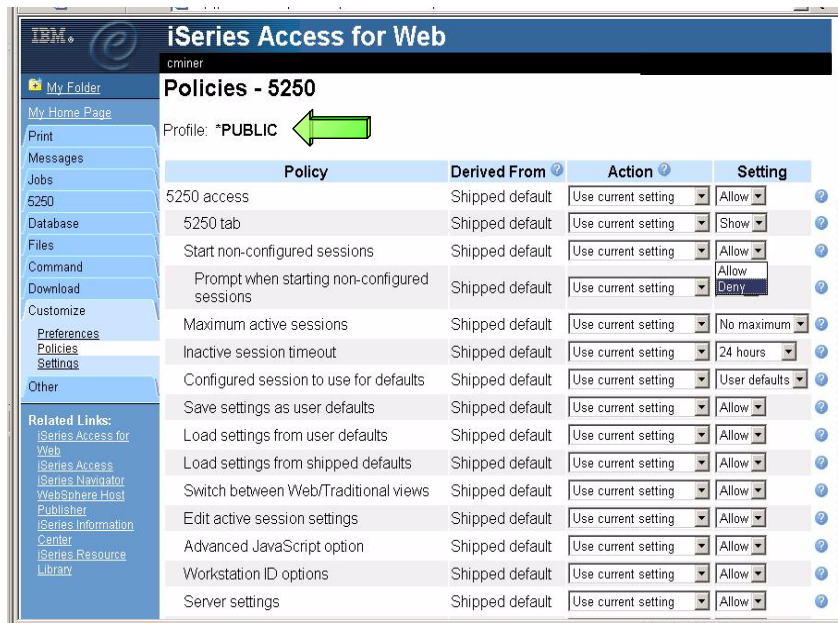 IBM®
iSeries Access for Web
cminer
My Folder
My Home Page
Print
Messages
Jobs
5250
Database
Files
Command
Download
Customize
Preferences
Policies
Settings
Other
Related Links:
iSeries Access for
Web
iSeries Access
iSeries Navigator
WebSphere Host
Publisher
iSeries Information
Center
iSeries Resource
Library
Policies - 5250
Profile: *PUBLIC
Policy Derived From ? Action ? Setting
5250 access Shipped default Use current setting Allow ?
5250 tab Shipped default Use current setting Show ?
Start non-configured sessions Shipped default Use current setting Allow ?
Allow
Deny
Prompt when starting non-configured
sessions Shipped default Use current setting ?
Maximum active sessions Shipped default Use current setting No maximum ?
Inactive session timeout Shipped default Use current setting 24 hours ?
Configured session to use for defaults Shipped default Use current setting User defaults ?
Save settings as user defaults Shipped default Use current setting Allow ?
Load settings from user defaults Shipped default Use current setting Allow ?
Load settings from shipped defaults Shipped default Use current setting Allow ?
Switch between Web/Traditional views Shipped default Use current setting Allow ?
Edit active session settings Shipped default Use current setting Allow ?
Advanced JavaScript option Shipped default Use current setting Allow ?
Workstation ID options Shipped default Use current setting Allow ?
Server settings Shipped default Use current setting Allow ?